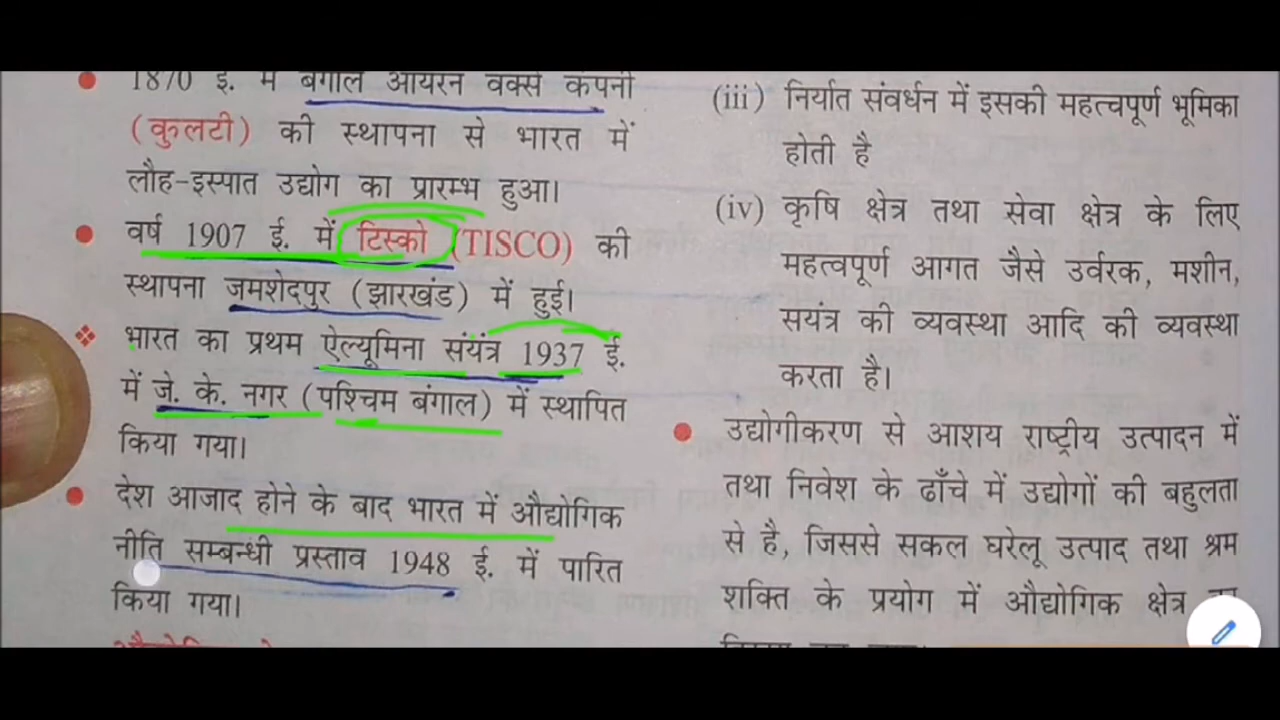 1870 ई. में बंगाल आयरन वर्क्स कंपनी
(कुलटी) की स्थापना से भारत में
लौह-इस्पात उद्योग का प्रारम्भ हुआ।
वर्ष 1907 ई. में टिस्को (TISCO) की
स्थापना जमशेदपुर (झारखंड) में हुई।
भारत का प्रथम ऐल्यूमिना संयंत्र 1937 ई.
में जे. के. नगर (पश्चिम बंगाल) में स्थापित
किया गया।
देश आजाद होने के बाद भारत में औद्योगिक
नीति सम्बन्धी प्रस्ताव 1948 ई. में पारित
किया गया।
(iii) निर्यात संवर्धन में इसकी महत्वपूर्ण भूमिका
होती है
(iv) कृषि क्षेत्र तथा सेवा क्षेत्र के लिए
महत्वपूर्ण आगत जैसे उर्वरक, मशीन,
सयंत्र की व्यवस्था आदि की व्यवस्था
करता है।
उद्योगीकरण से आशय राष्ट्रीय उत्पादन में
तथा निवेश के ढाँचे में उद्योगों की बहुलता
से है, जिससे सकल घरेलू उत्पाद तथा श्रम
शक्ति के प्रयोग में औद्योगिक क्षेत्र